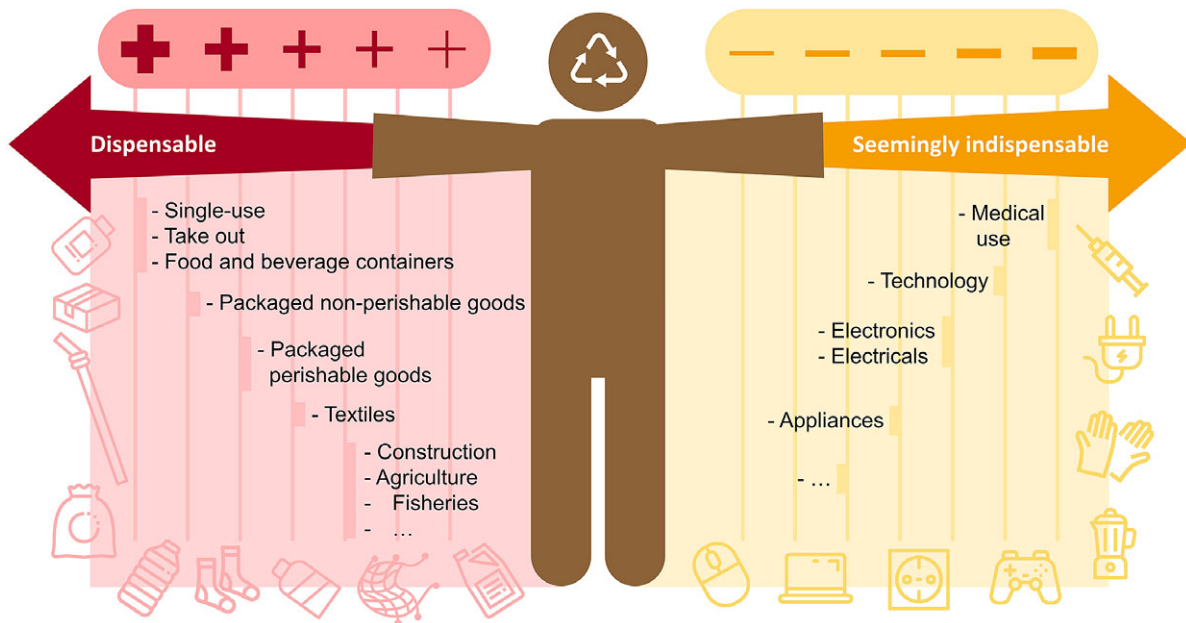 Dispensable
- Single-use
- Take out
- Food and beverage containers
- Packaged non-perishable goods
- Packaged
perishable goods
- Textiles
- Construction
- Agriculture
- Fisheries
- ...
Seemingly indispensable
- Medical
use
- Technology
- Electronics
- Electricals
- Appliances
- ...